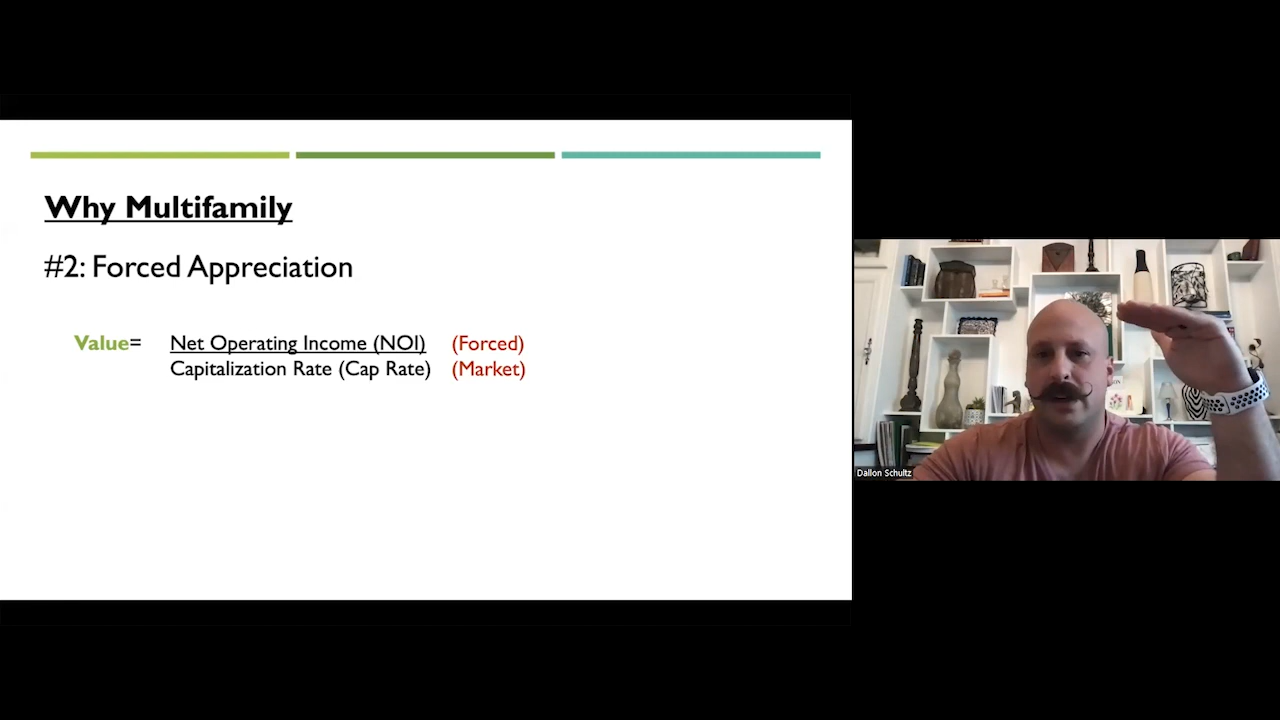 Why Multifamily
#2: Forced Appreciation
Value= Net Operating Income (NOI) (Forced)
Capitalization Rate (Cap Rate) (Market)
Dallon Schultz